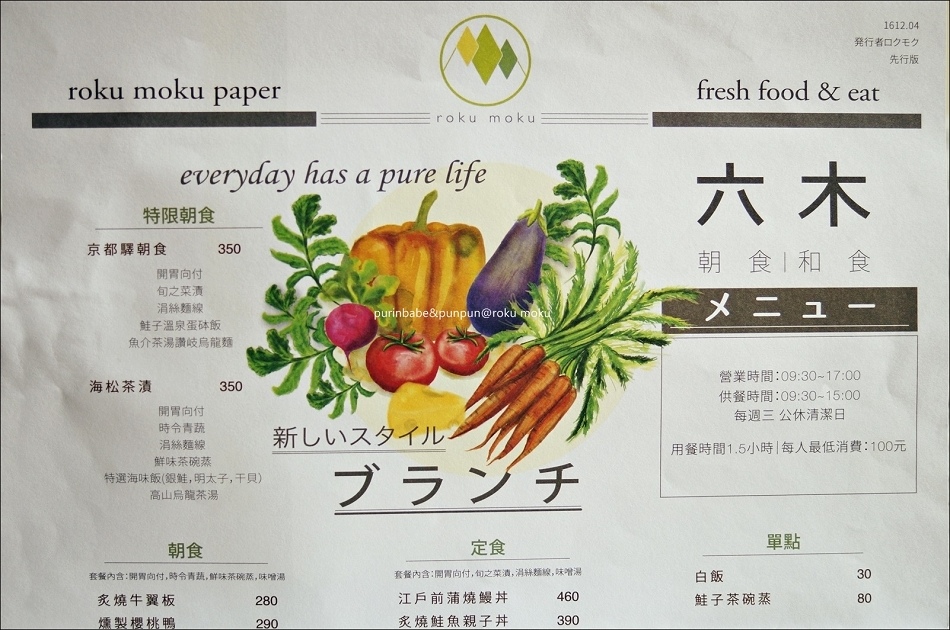 1612.04
発行者ロクモク
先行版
roku moku paper
fresh food & eat
roku moku
everyday has a pure life
六木
朝食|和食
メニュー
營業時間:09:30~17:00
供餐時間:09:30~15:00
每週三 公休清潔日
用餐時間1.5小時|每人最低消費:100元
特限朝食
京都驛朝食 350
開胃向付
旬之菜漬
涓絲麵線
鮭子溫泉蛋砵飯
魚介茶湯讚岐烏龍麵
海松茶漬 350
開胃向付
時令青蔬
涓絲麵線
鮮味茶碗蒸
特選海味飯(銀鮭,明太子,干貝)
高山烏龍茶湯
purinbabe&punpun@roku moku
新しいスタイル
ブランチ
朝食
套餐內含:開胃向付,時令青蔬,鮮味茶碗蒸,味噌湯
炙燒牛翼板 280
燻製櫻桃鴨 290
定食
套餐內含:開胃向付,旬之菜漬,涓絲麵線,味噌湯
江戶前蒲燒鰻丼 460
炙燒鮭魚親子丼 390
單點
白飯 30
鮭子茶碗蒸 80